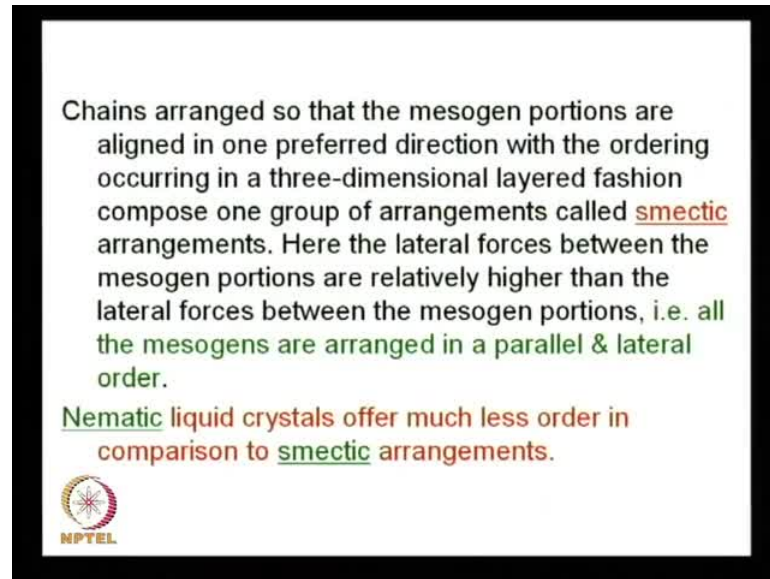 Chains arranged so that the mesogen portions are
aligned in one preferred direction with the ordering
occurring in a three-dimensional layered fashion
compose one group of arrangements called smectic
arrangements. Here the lateral forces between the
mesogen portions are relatively higher than the
lateral forces between the mesogen portions, i.e. all
the mesogens are arranged in a parallel & lateral
order.
Nematic liquid crystals offer much less order in
comparison to smectic arrangements.
NPTEL